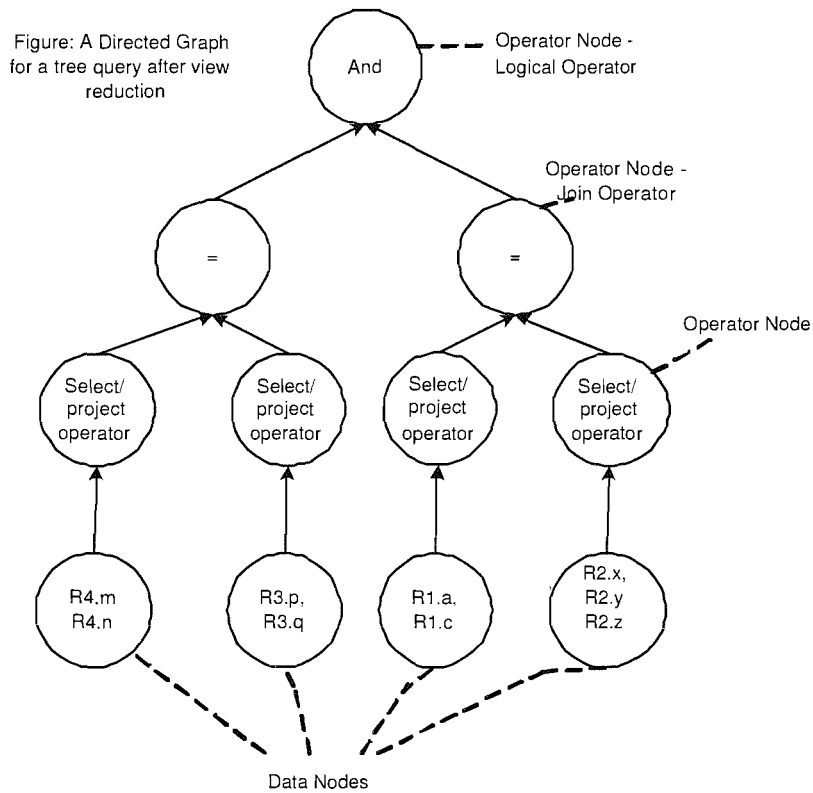 Figure: A Directed Graph
for a tree query after view
reduction
And
Operator Node -
Logical Operator
Operator Node -
Join Operator
=
=
Operator Node
Select/
project
operator
Select/
project
operator
Select/
project
operator
Select/
project
operator
R4.m
R4.n
R3.p,
R3.q
R1.a,
R1.c
R2.x,
R2.y
R2.z
Data Nodes